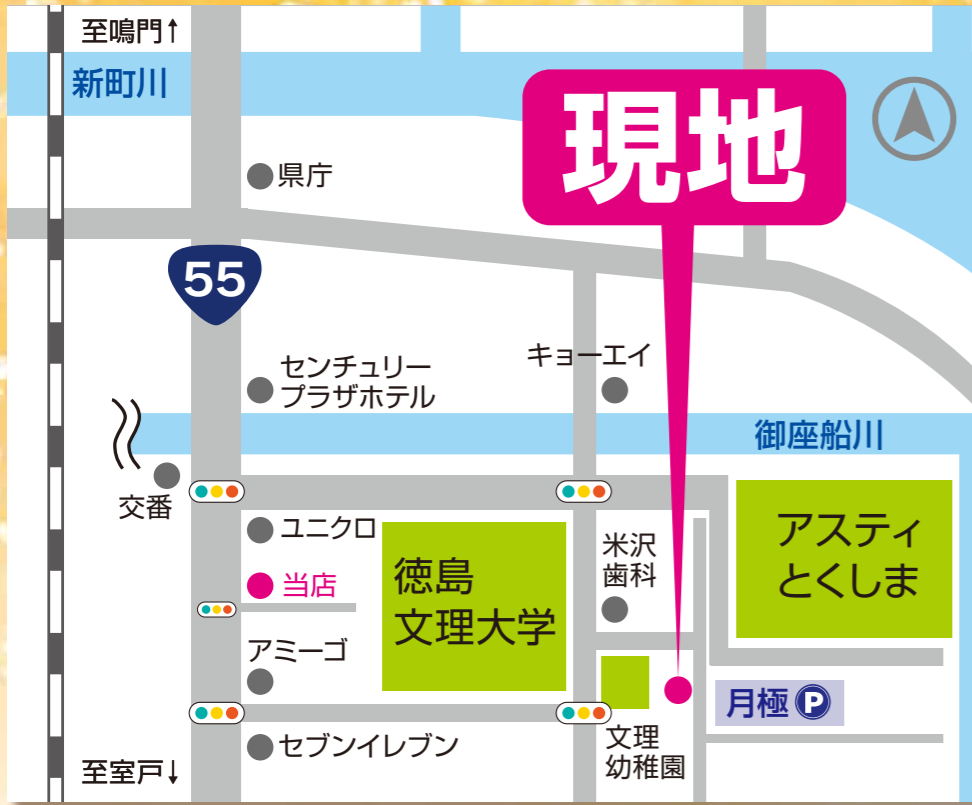 至鳴門↑
新町川
現地
県庁
55
センチュリー
プラザホテル
キョーエイ
御座船川
交番
ユニクロ
当店
徳島
文理大学
米沢
歯科
アスティ
とくしま
アミーゴ
月極 P
セブンイレブン
文理
幼稚園
至室戸↓